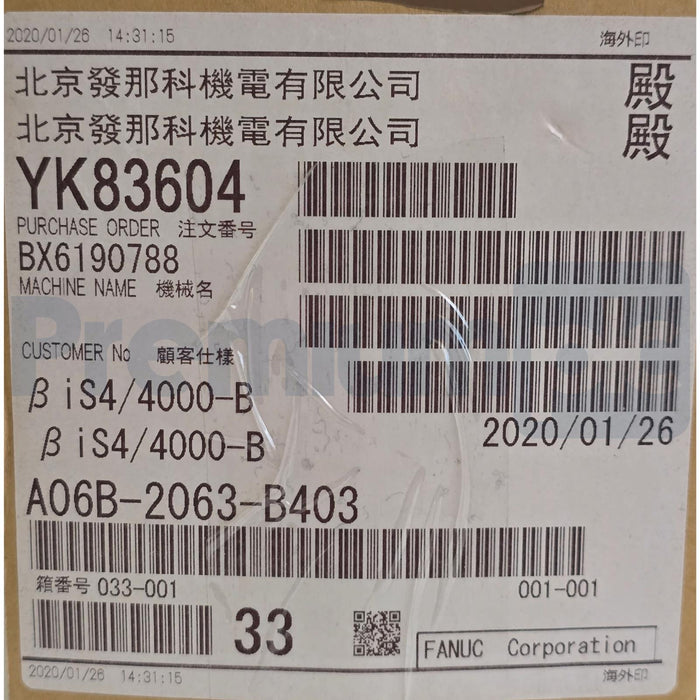 2020/01/26 14:31:15 海外印
北京發那科機電有限公司 殿
北京發那科機電有限公司 殿
YK83604
PURCHASE ORDER 注文番号
BX6190788
MACHINE NAME 機械名
CUSTOMER No 顧客仕様
β iS4/4000-B
β iS4/4000-B
2020/01/26
A06B-2063-B403
箱番号 033-001 001-001
33
FANUC Corporation
2020/01/26 14:31:15 海外印